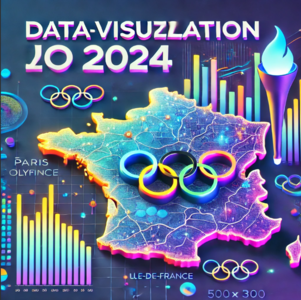 DATA-VISUZLATION
JO 2024
PARIS
OLYFINCE
LLE-DE-FRANCE
500×300